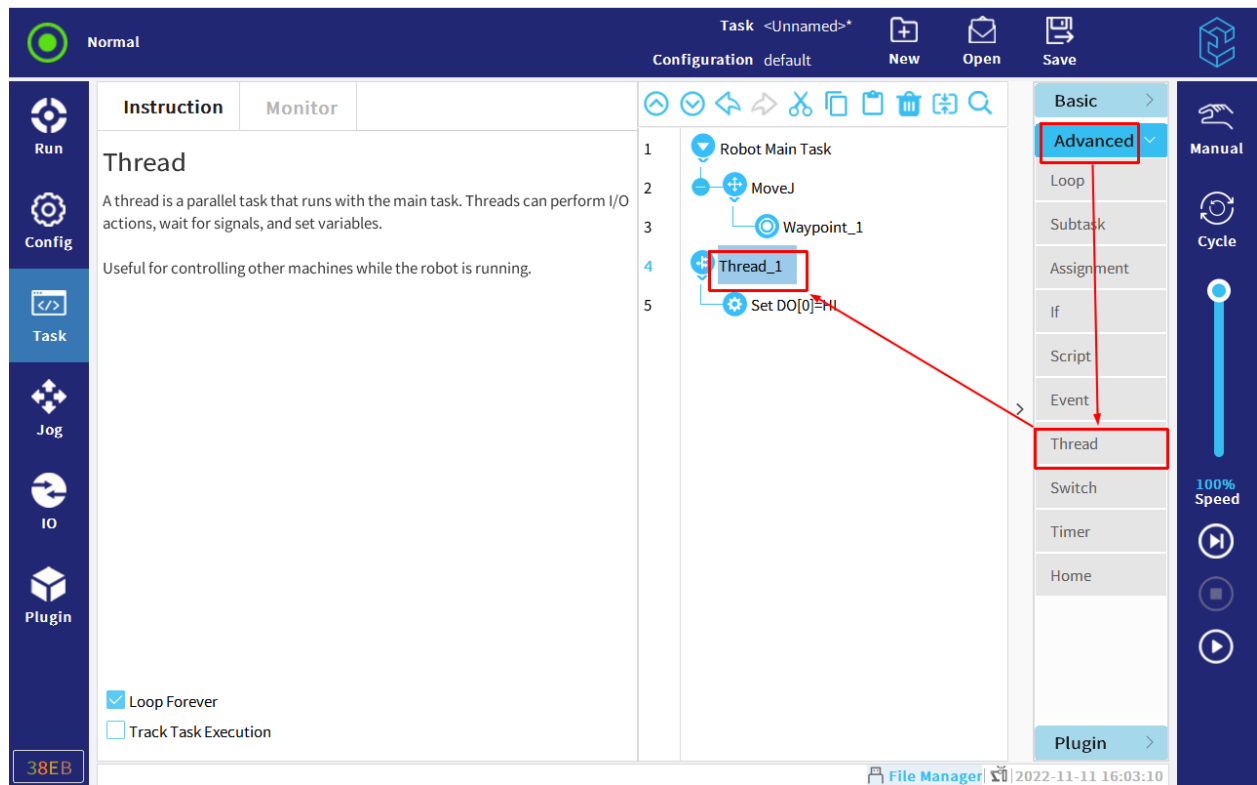 Normal
Task <Unnamed>*
Configuration default
New
Open
Save
Run
Config
Task
Jog
IO
Plugin
38EB
Instruction
Monitor
Thread
A thread is a parallel task that runs with the main task. Threads can perform I/O
actions, wait for signals, and set variables.
Useful for controlling other machines while the robot is running.
Loop Forever
Track Task Execution
1 Robot Main Task
2 MoveJ
3 Waypoint_1
4 Thread_1
5 Set DO[0]=HI
Basic
Advanced
Loop
Subtask
Assignment
If
Script
Event
Thread
Switch
Timer
Home
Plugin
Manual
Cycle
100%
Speed
File Manager
2022-11-11 16:03:10